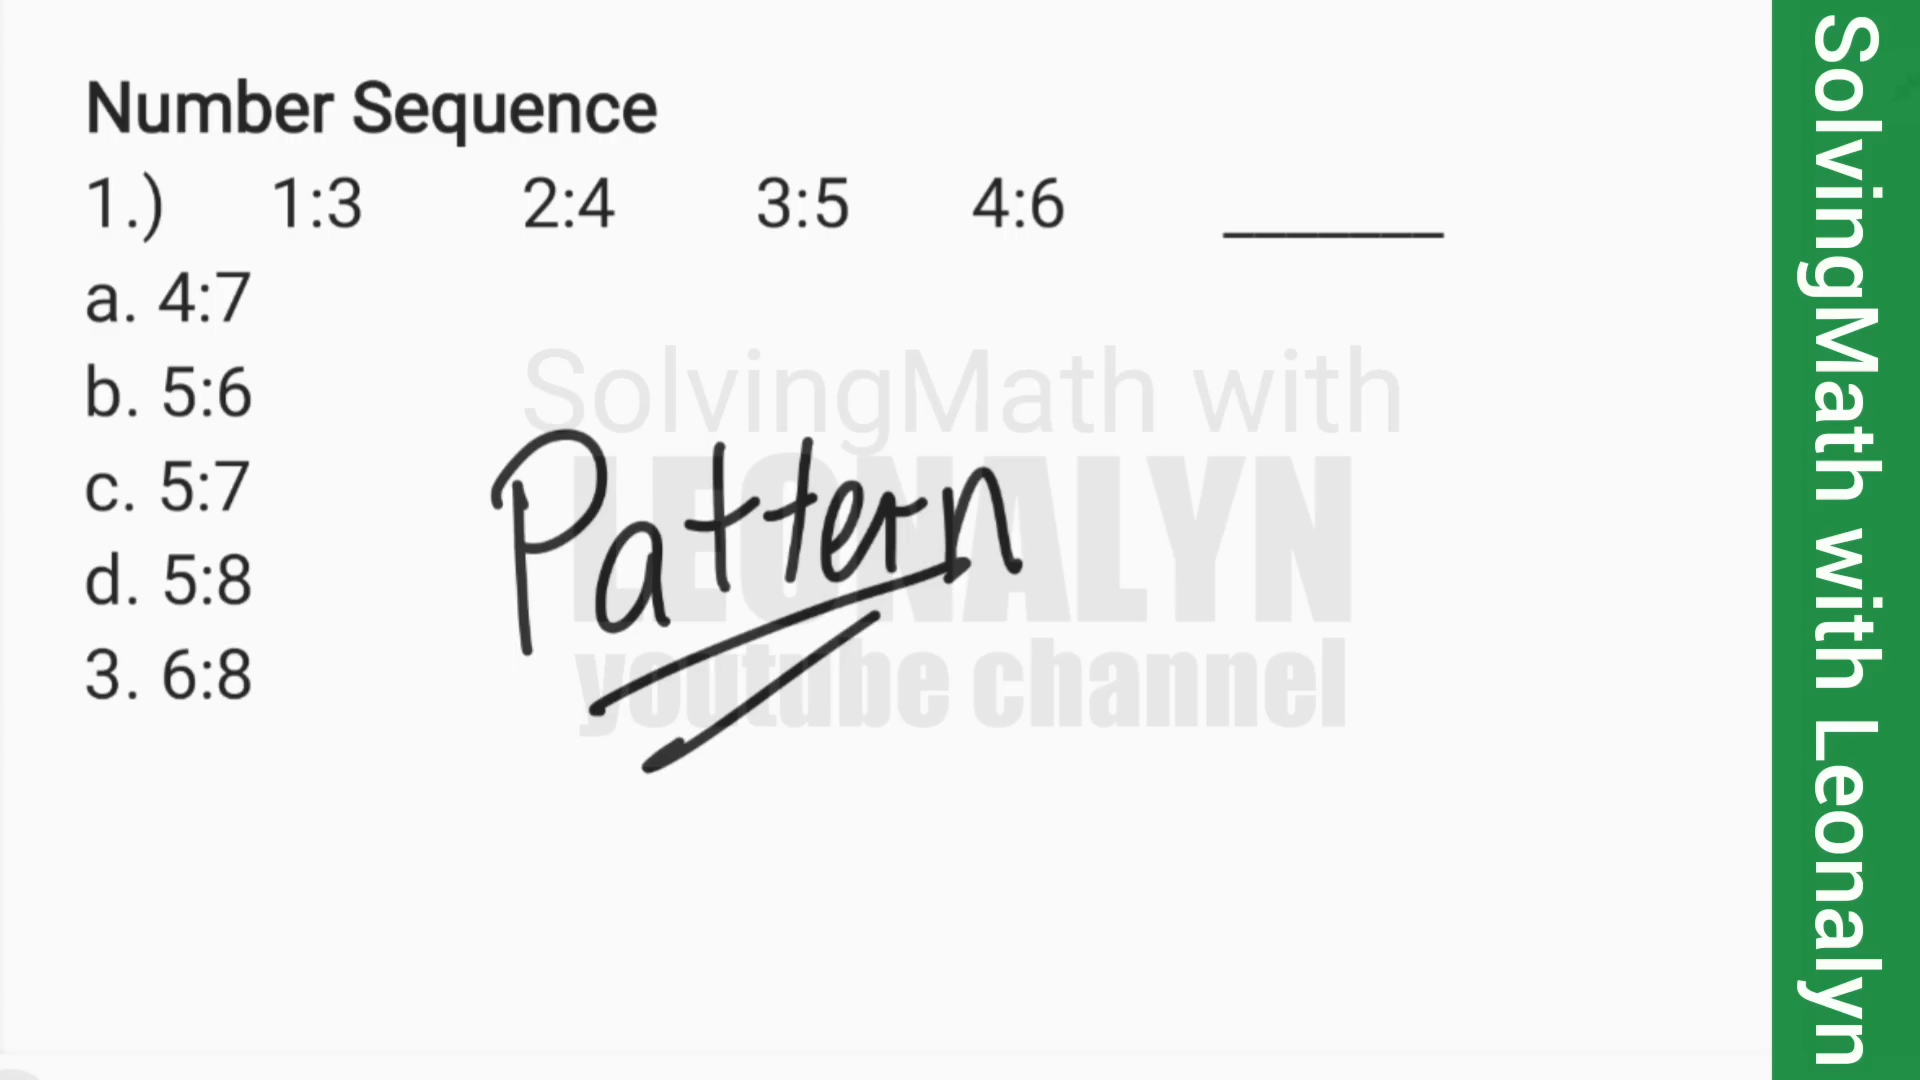 Number Sequence
1.) 1:3 2:4 3:5 4:6 _______
a. 4:7
b. 5:6
c. 5:7
d. 5:8
3. 6:8
Pattern
SolvingMath with
LEONALYN
youtube channel
SolvingMath with Leonalyn